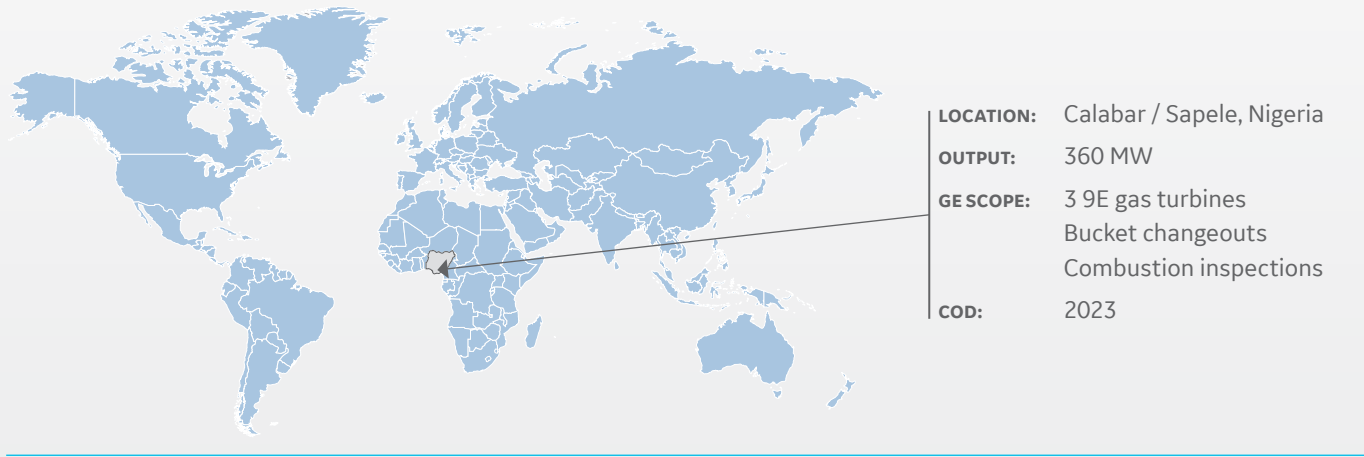 LOCATION: Calabar / Sapele, Nigeria
OUTPUT: 360 MW
GE SCOPE: 3 9E gas turbines
Bucket changeouts
Combustion inspections
COD: 2023